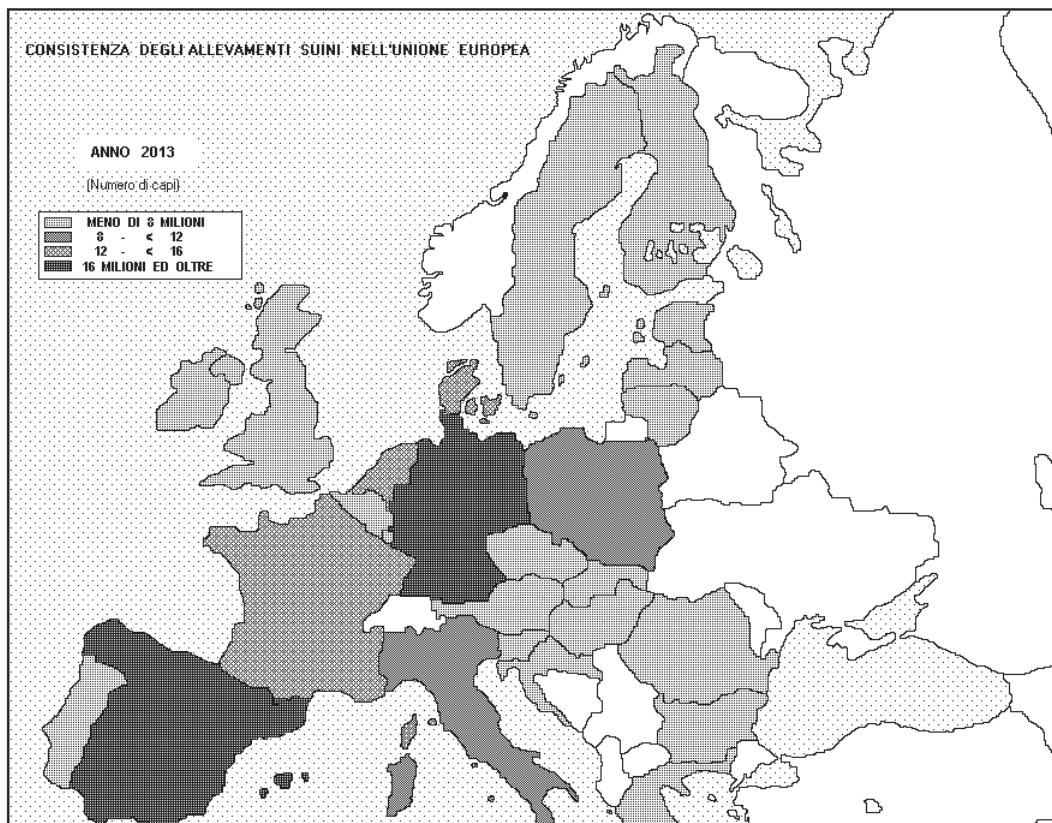 CONSISTENZA DEGLI ALLEVAMENTI SUINI NELL'UNIONE EUROPEA
ANNO 2013
(Numero di capi)
MENO DI 8 MILIONI
8 - < 12
12 - < 16
16 MILIONI ED OLTRE